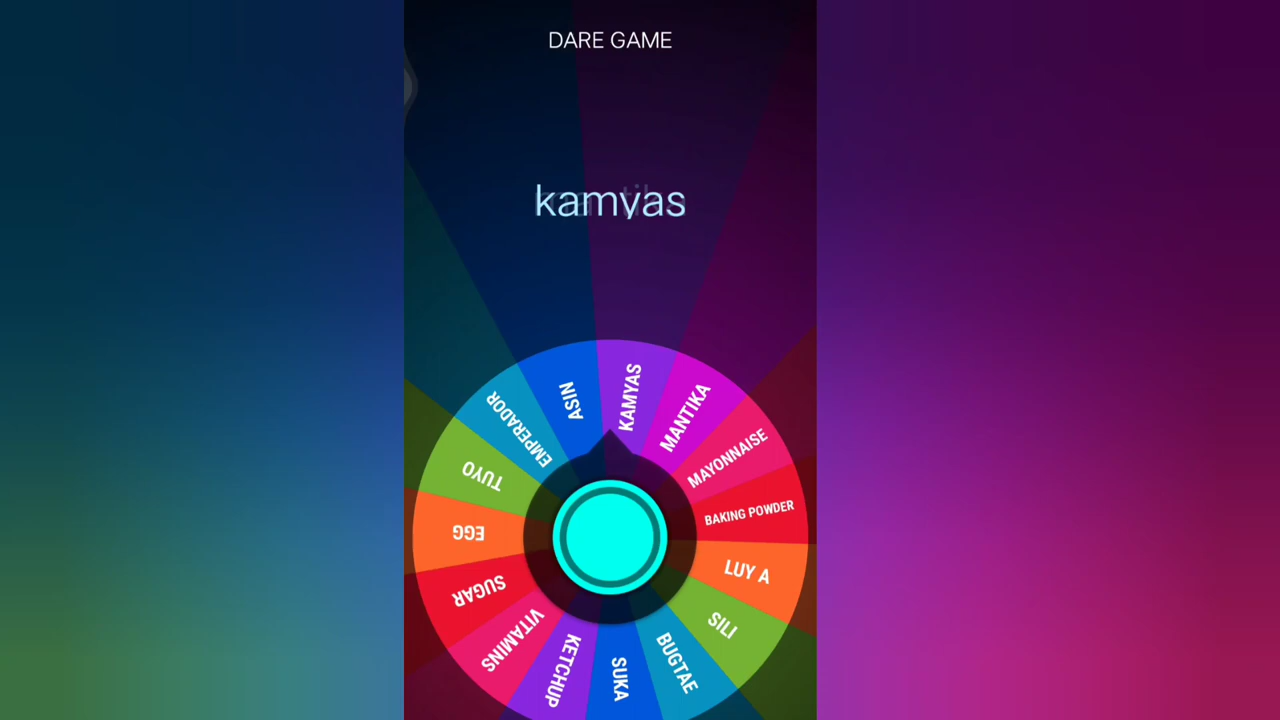 DARE GAME
kamyas
KAMYAS
MANTIKA
MAYONNAISE
BAKING POWDER
LUY A
SILI
BUGTAE
SUKA
KETCHUP
VITAMINS
SUGAR
EGG
TUYO
EMPERADOR
ASIN